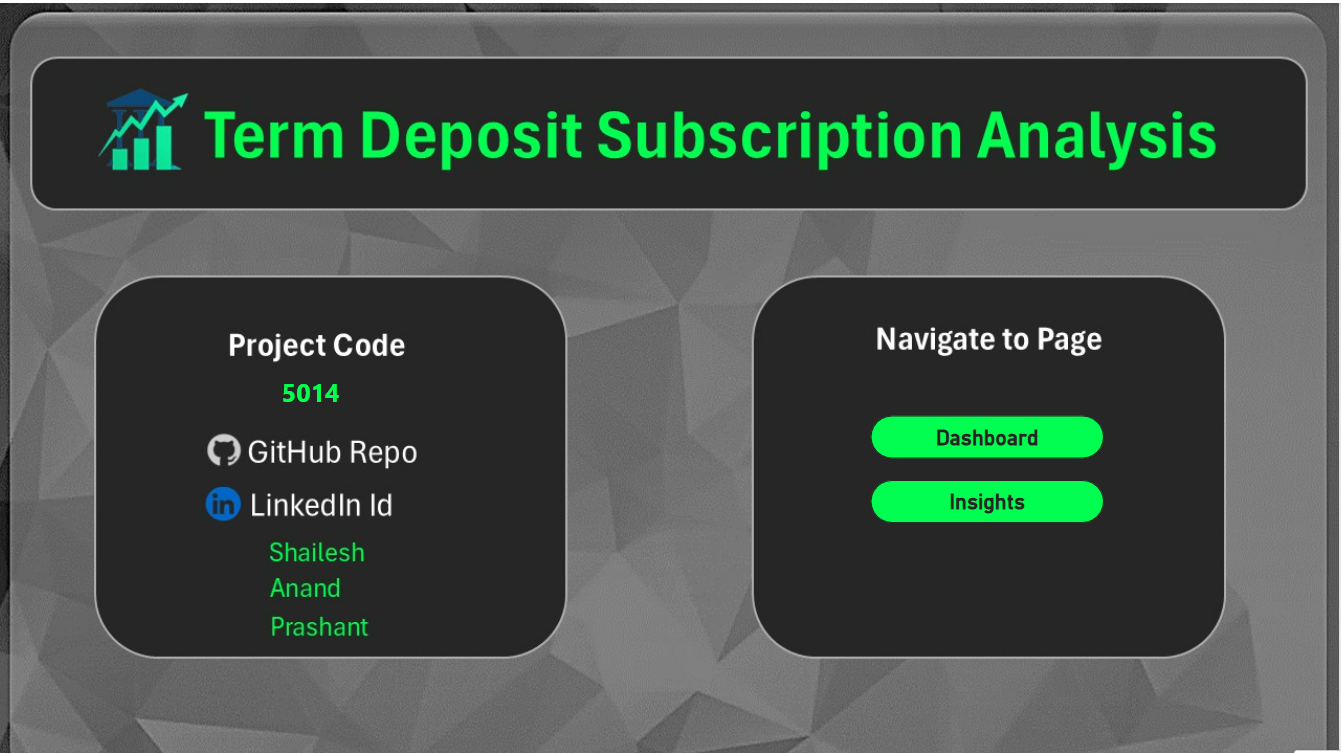 Term Deposit Subscription Analysis
Project Code
5014
GitHub Repo
in LinkedIn Id
Shailesh
Anand
Prashant
Navigate to Page
Dashboard
Insights